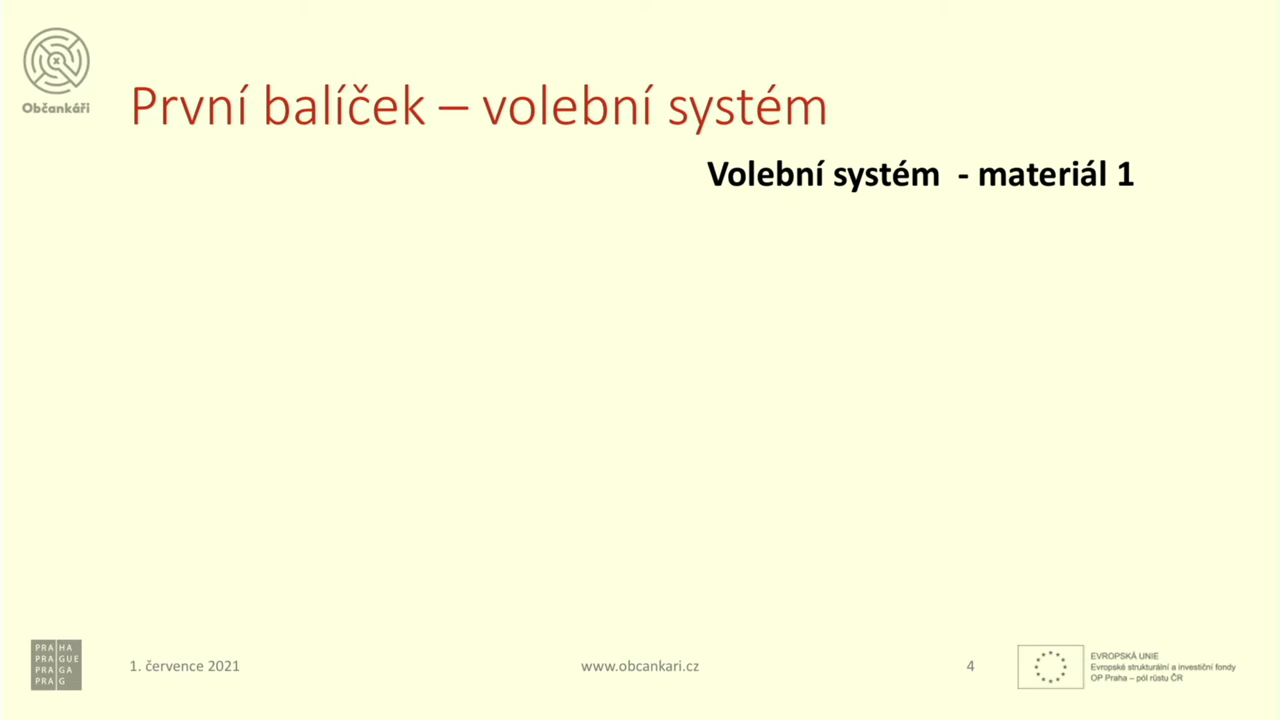 Občankáři
První balíček – volební systém
Volební systém - materiál 1
PRA HA
PRA GUE
PRA GA
PRA G
1. července 2021
www.obcankari.cz
4
EVROPSKÁ UNIE
Evropské strukturální a investiční fondy
OP Praha – pól růstu ČR